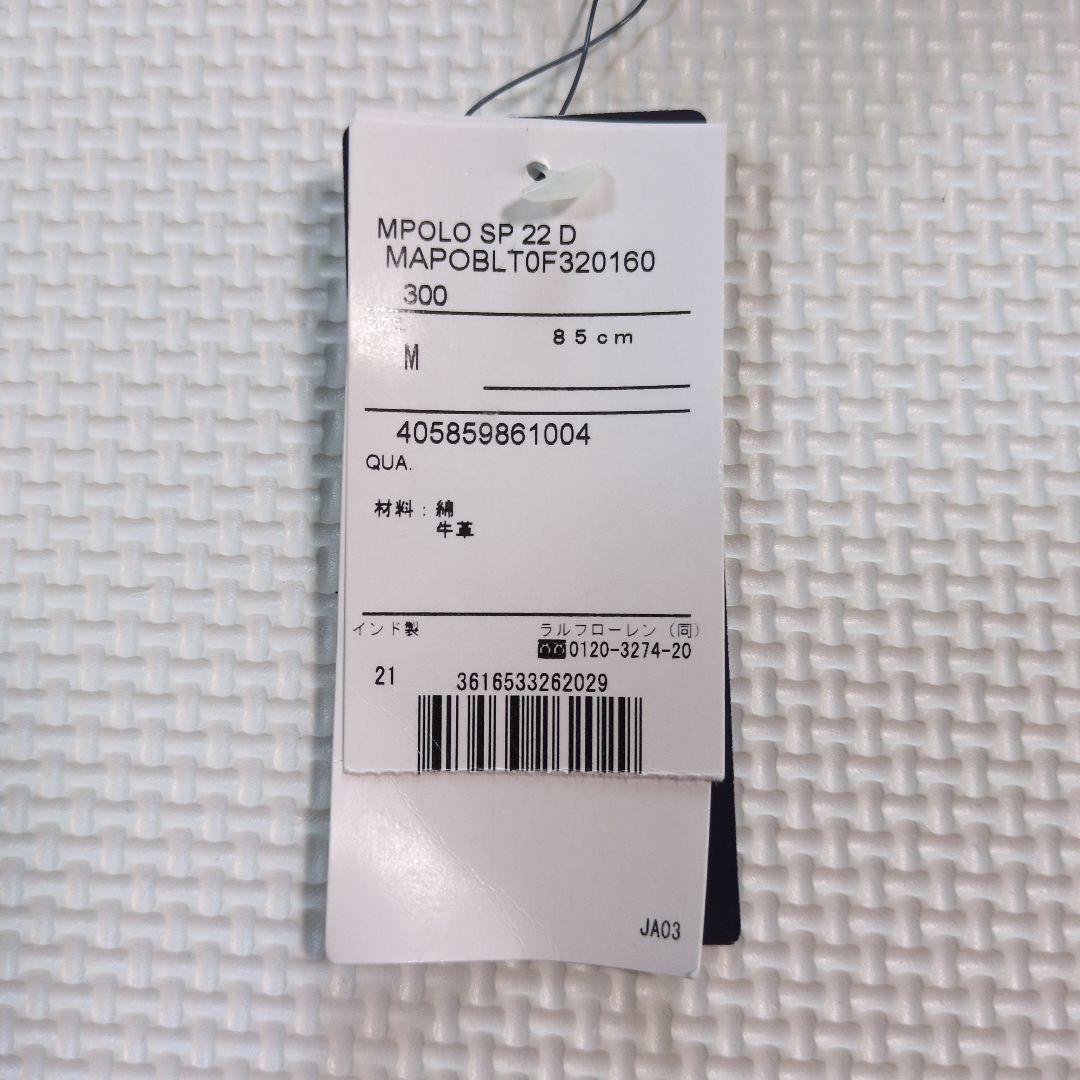 MPOLO SP 22 D
MAPOBLT0F320160
300
85cm
M
405859861004
QUA.
材料：綿
牛革
インド製
ラルフローレン（同）
0120-3274-20
21
3616533262029
JA03